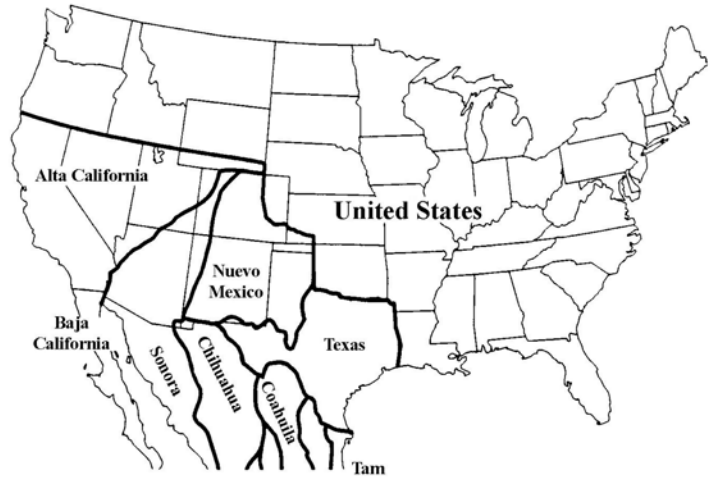 Alta California
United States
Nuevo
Mexico
Baja
California
Sonora
Chihuahua
Coahuila
Texas
Tam